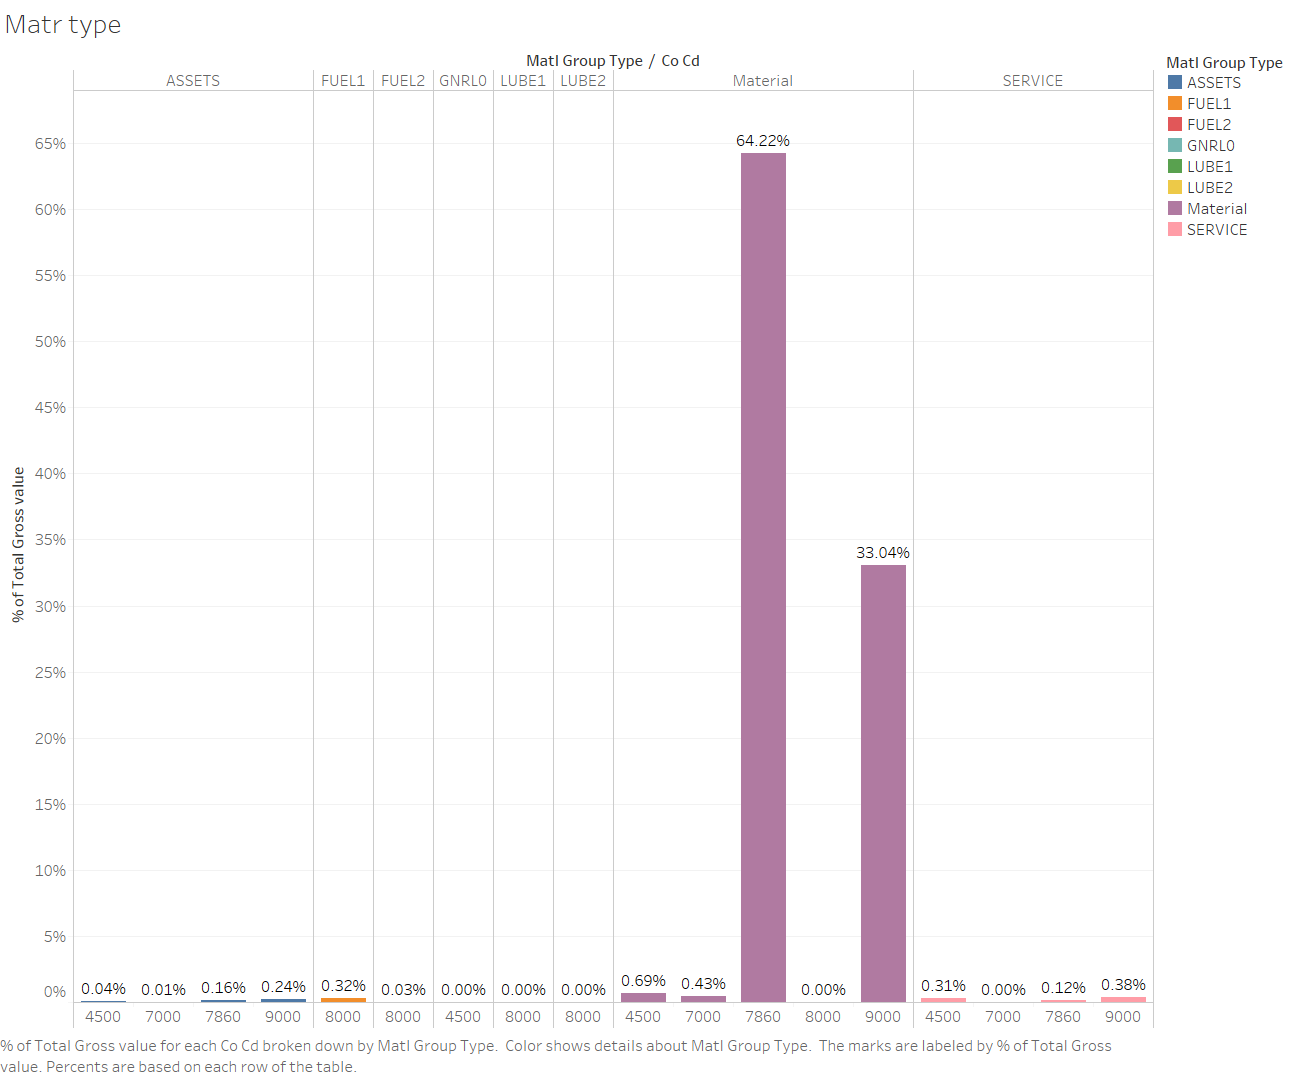 Matr type
Matl Group Type / Co Cd
ASSETS FUEL1 FUEL2 GNRL0 LUBE1 LUBE2 Material SERVICE
Matl Group Type
ASSETS
FUEL1
FUEL2
GNRL0
LUBE1
LUBE2
Material
SERVICE
% of Total Gross value
65%
60%
55%
50%
45%
40%
35%
30%
25%
20%
15%
10%
5%
0%
64.22%
33.04%
0.04% 0.01% 0.16% 0.24% 0.32% 0.03% 0.00% 0.00% 0.00% 0.69% 0.43% 0.00% 0.31% 0.00% 0.12% 0.38%
4500 7000 7860 9000 8000 8000 4500 8000 8000 4500 7000 7860 8000 9000 4500 7000 7860 9000
% of Total Gross value for each Co Cd broken down by Matl Group Type.  Color shows details about Matl Group Type.  The marks are labeled by % of Total Gross
value. Percents are based on each row of the table.